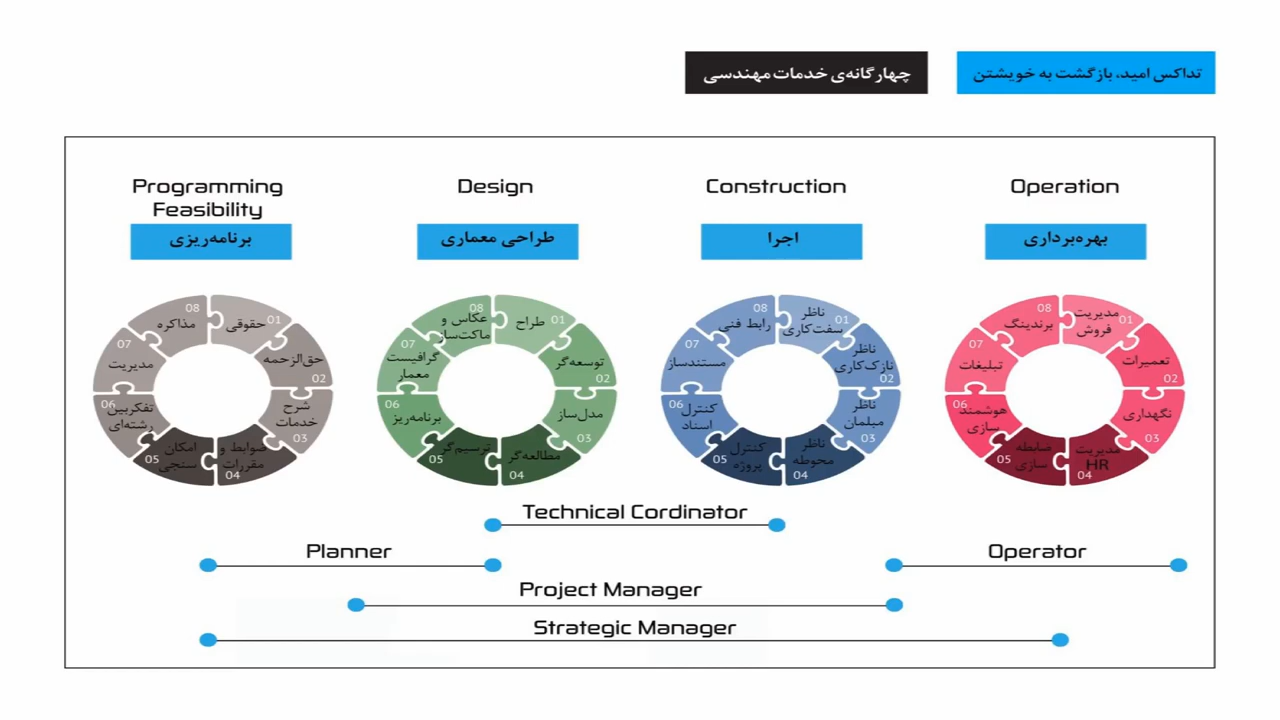 تداکس امید، بازگشت به خویشتن
چهارگانه‌ی خدمات مهندسی
Programming
Feasibility
برنامه‌ریزی
Design
طراحی معماری
Construction
اجرا
Operation
بهره‌برداری
01
حقوقی
02
حق‌الزحمه
03
شرح
خدمات
04
ضوابط و
مقررات
05
امکان
سنجی
06
تفکربین
رشته‌ای
07
مدیریت
08
مذاکره
01
طراح
02
توسعه‌گر
03
مدل‌ساز
04
مطالعه‌گر
05
ترسیم‌گر
06
برنامه‌ریز
07
گرافیست
معمار
08
عکاس و
ماکت‌ساز
01
ناظر
سفت‌کاری
02
ناظر
نازک‌کاری
03
ناظر
مبلمان
04
ناظر
محوطه
05
کنترل
پروژه
06
کنترل
اسناد
07
مستندساز
08
رابط فنی
01
مدیریت
فروش
02
تعمیرات
03
نگهداری
04
مدیریت
HR
05
ضابطه
سازی
06
هوشمند
سازی
07
تبلیغات
08
برندینگ
Technical Cordinator
Planner
Operator
Project Manager
Strategic Manager